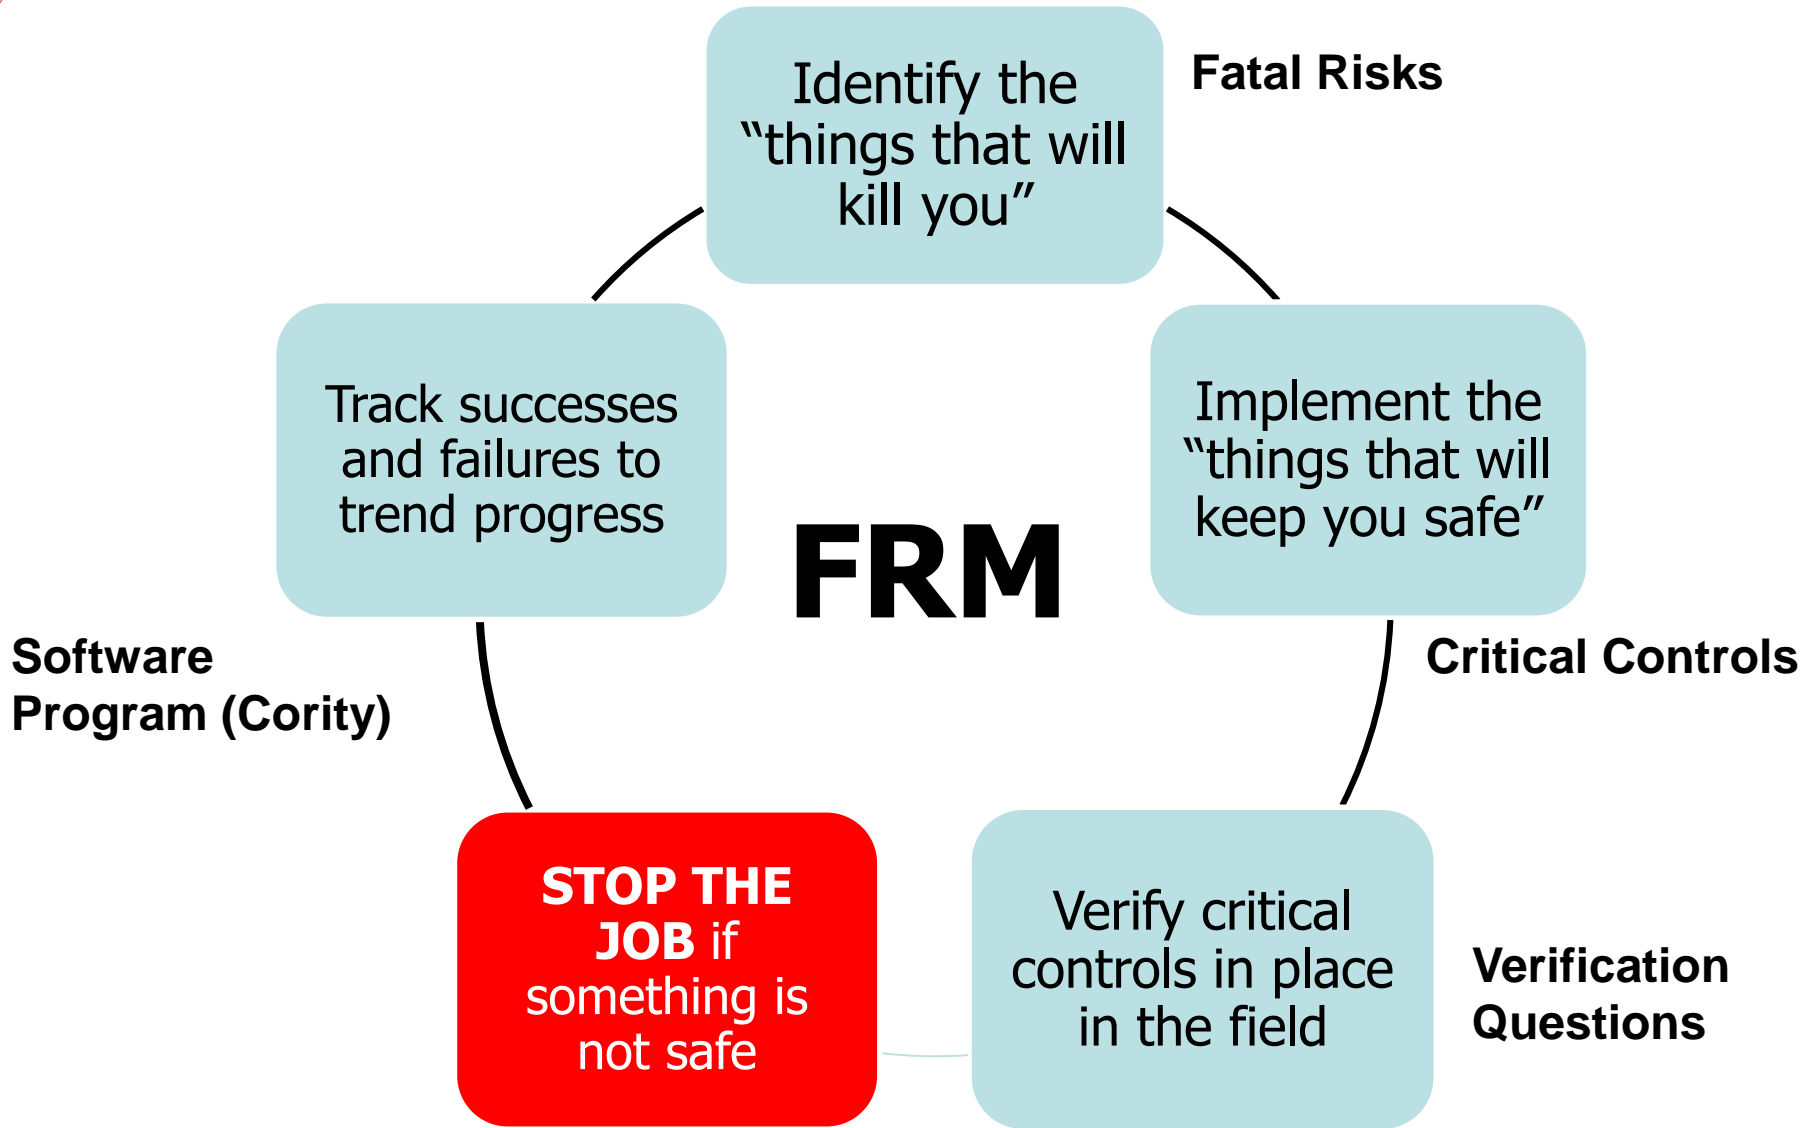 Identify the
“things that will
kill you”
Fatal Risks
Implement the
“things that will
keep you safe”
Critical Controls
Verify critical
controls in place
in the field
Verification
Questions
STOP THE
JOB if
something is
not safe
Track successes
and failures to
trend progress
Software
Program (Cority)
FRM